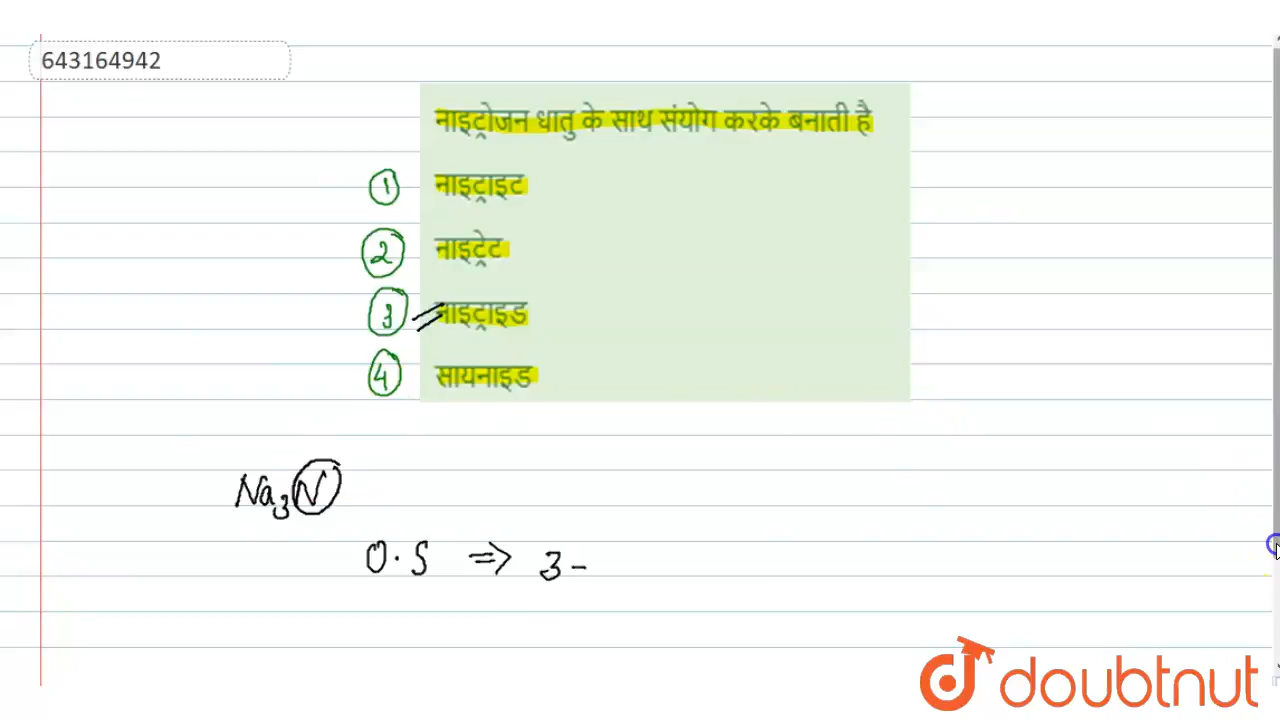 643164942
नाइट्रोजन धातु के साथ संयोग करके बनाती है
1 नाइट्राइट
2 नाइट्रेट
3 नाइट्राइड
4 सायनाइड
Na₃N
O.S ⇒ 3-
doubtnut